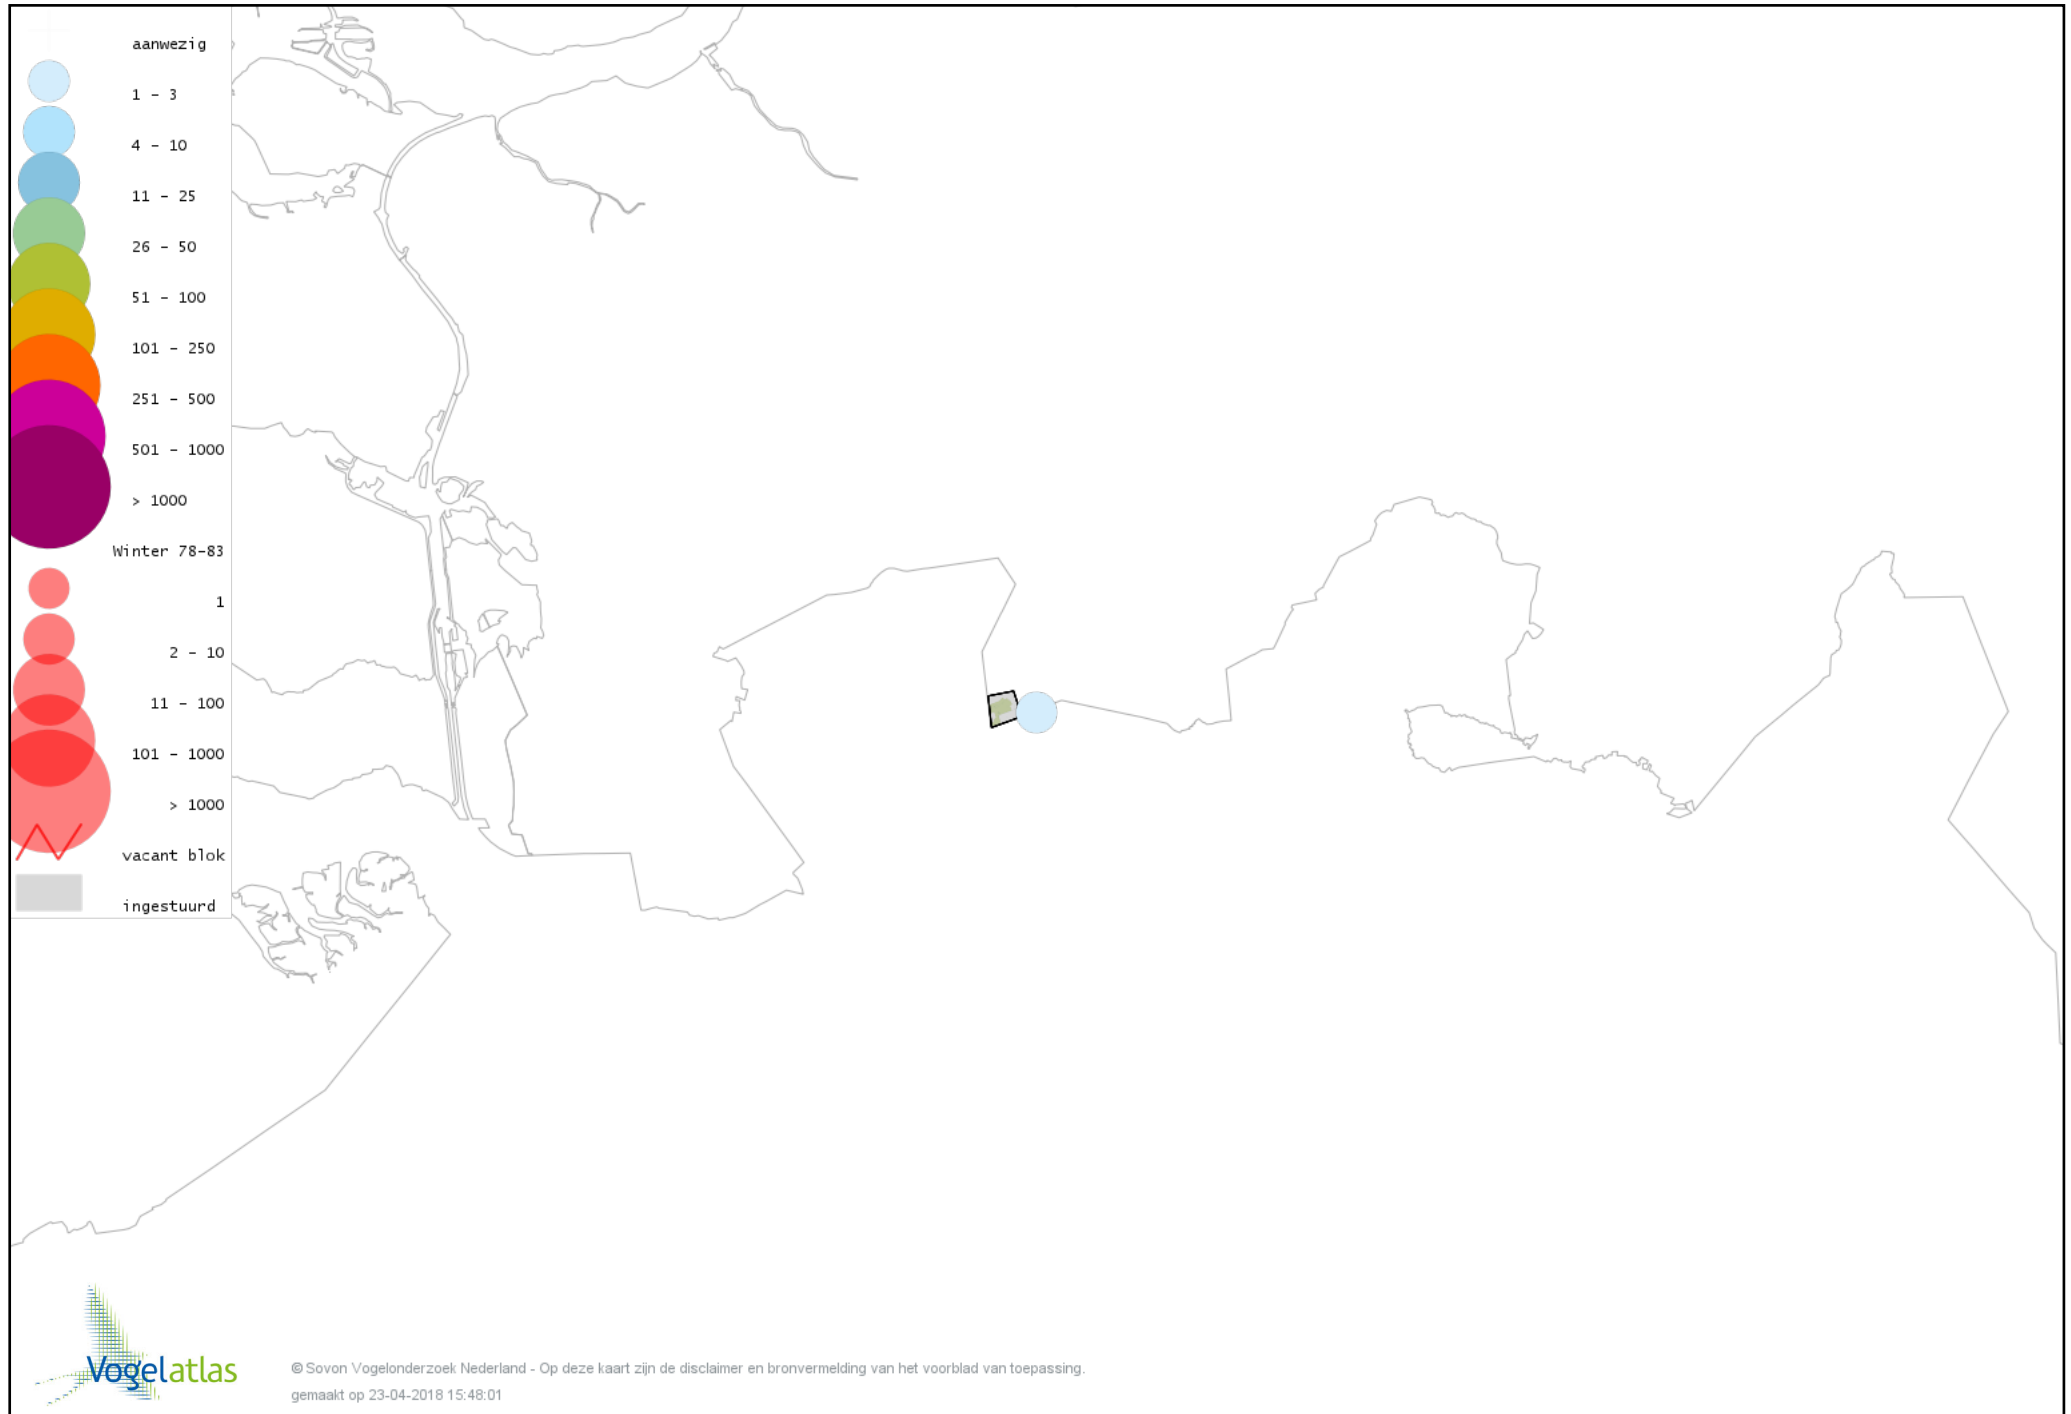 aanwezig
1 - 3
4 - 10
11 - 25
26 - 50
51 - 100
101 - 250
251 - 500
501 - 1000
> 1000
Winter 78-83
1
2 - 10
11 - 100
101 - 1000
> 1000
vacant blok
ingestuurd
Vogelatlas
© Sovon Vogelonderzoek Nederland - Op deze kaart zijn de disclaimer en bronvermelding van het voorblad van toepassing.
gemaakt op 23-04-2018 15:48:01